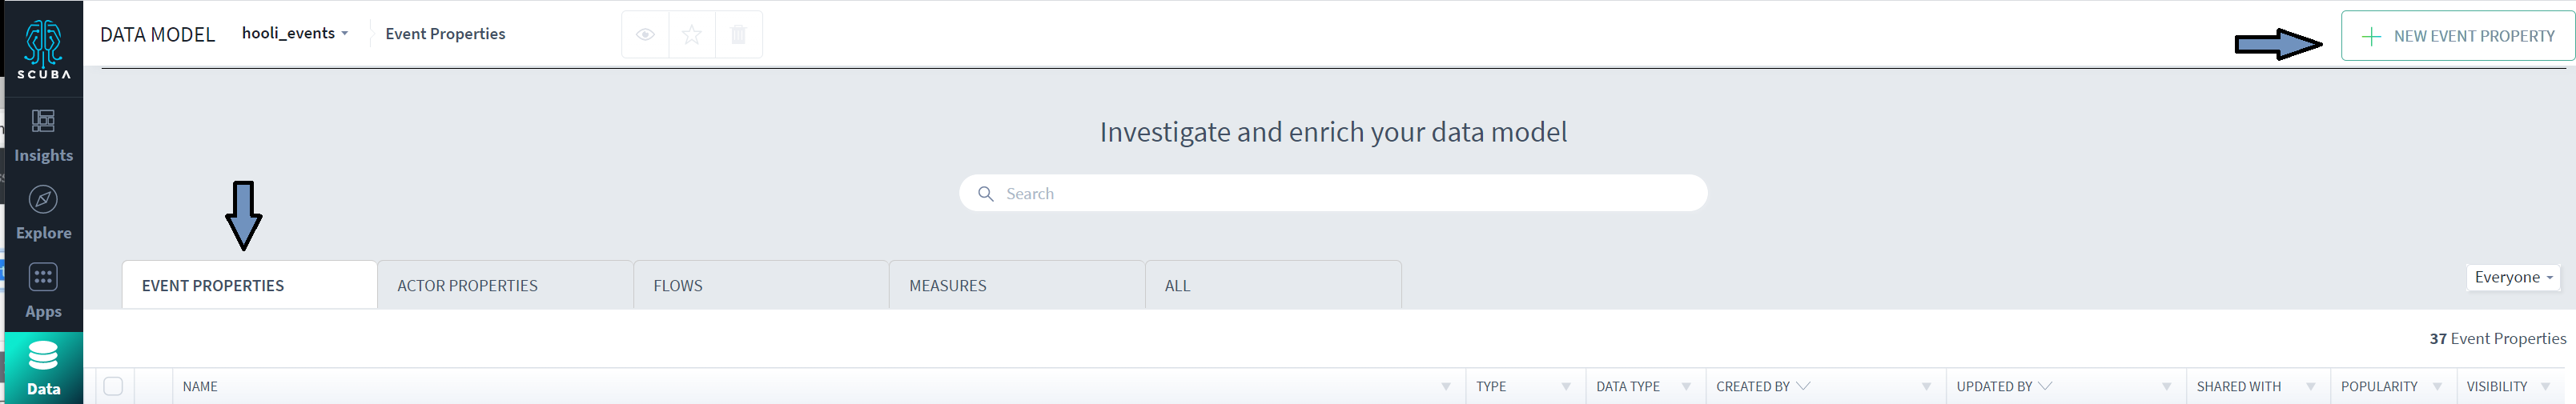 DATA MODEL hooli_events Event Properties
NEW EVENT PROPERTY
SCUBA
Insights
Explore
Apps
Data
Investigate and enrich your data model
Search
EVENT PROPERTIES ACTOR PROPERTIES FLOWS MEASURES ALL
Everyone
37 Event Properties
NAME TYPE DATA TYPE CREATED BY UPDATED BY SHARED WITH POPULARITY VISIBILITY